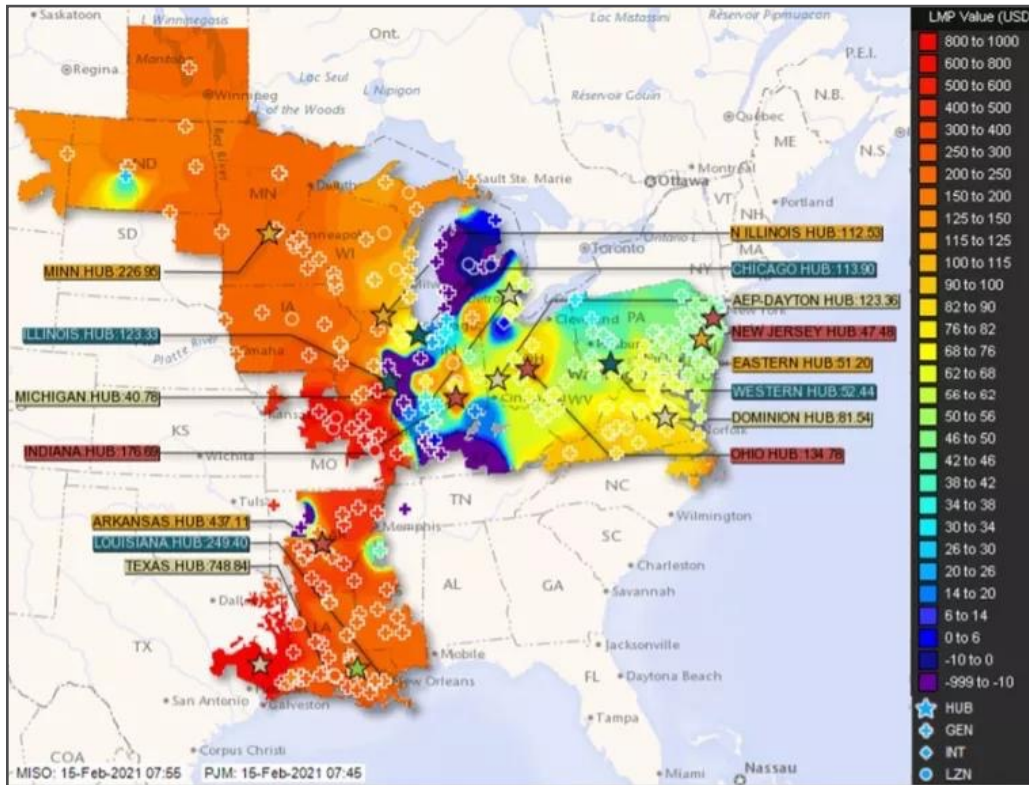 Saskatoon
L Winnipegosis
Lac Mistassini
Réservoir Pipmuacan
Ont.
Manitoba
Regina
Winnipeg
Lac Seul
L Nipigon
of the Woods
Réservoir Gouin
Québec
P.E.I.
N.B.
N.S.
ME
Red River
ND
MN
Duluth
Sault Ste. Marie
Ottawa
Montréal
VT
NH
Portland
SD
Minneapolis
WI
Toronto
Ontario L
MA
NY
N ILLINOIS HUB:112.53
MINN HUB:226.95
CHICAGO HUB:113.90
AEP-DAYTON HUB:123.36
IA
Cleveland
PA
ILLINOIS HUB:123.33
NEW JERSEY HUB:47.48
Platte River
EASTERN HUB:51.20
WESTERN HUB:52.44
MICHIGAN HUB:40.78
WV
DOMINION HUB:81.54
Norfolk
KS
INDIANA HUB:176.69
OHIO HUB:134.78
Wichita
MO
NC
TN
Memphis
Wilmington
ARKANSAS HUB:437.11
LOUISIANA HUB:249.40
TEXAS HUB:748.84
SC
AL
GA
Charleston
Savannah
TX
LA
Mobile
Jacksonville
New Orleans
FL
Daytona Beach
San Antonio
Galveston
Tampa
Corpus Christi
COA
Miami
Nassau
MISO: 15-Feb-2021 07:55
PJM: 15-Feb-2021 07:45
LMP Value (USD
800 to 1000
600 to 800
500 to 600
400 to 500
300 to 400
250 to 300
200 to 250
150 to 200
125 to 150
115 to 125
100 to 115
90 to 100
82 to 90
76 to 82
68 to 76
62 to 68
56 to 62
50 to 56
46 to 50
42 to 46
38 to 42
34 to 38
30 to 34
26 to 30
20 to 26
14 to 20
6 to 14
0 to 6
-10 to 0
-999 to -10
HUB
GEN
INT
LZN